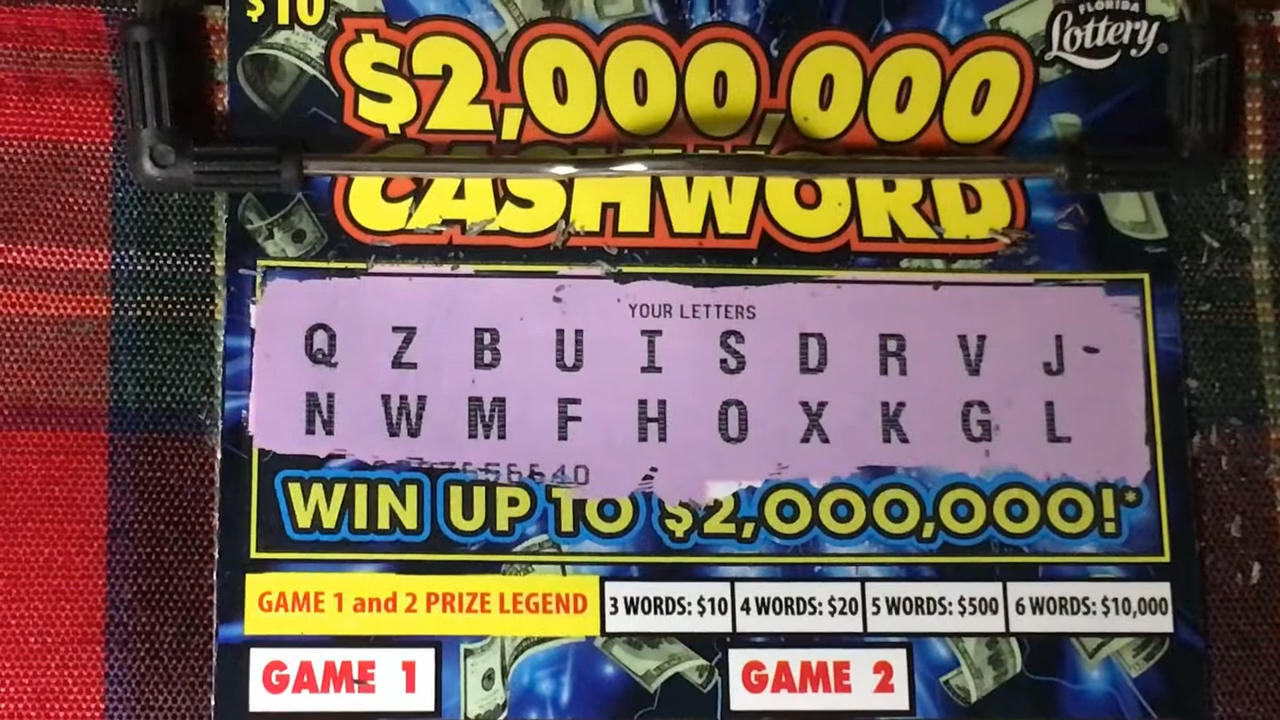 $10
FLORIDA
Lottery®
$2,000,000
CASHWORD
YOUR LETTERS
Q Z B U I S D R V J
N W M F H O X K G L
WIN UP TO $2,000,000!*
GAME 1 and 2 PRIZE LEGEND
3 WORDS: $10
4 WORDS: $20
5 WORDS: $500
6 WORDS: $10,000
GAME 1
GAME 2